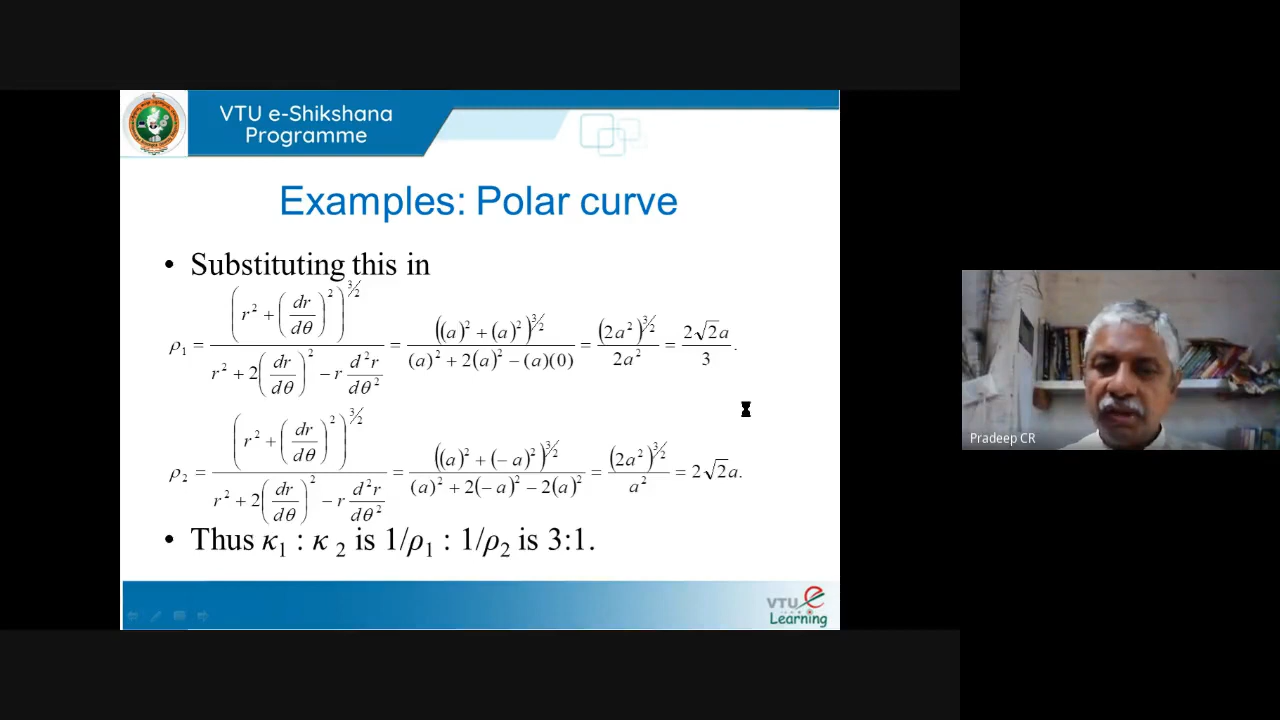 VTU e-Shikshana
Programme
Examples: Polar curve
• Substituting this in
ρ₁ = (r² + (dr/dθ)²)^(3/2) / (r² + 2(dr/dθ)² − r d²r/dθ²) = ((a)² + (a)²)^(3/2) / ((a)² + 2(a)² − (a)(0)) = (2a²)^(3/2) / 2a² = 2√2a / 3.
ρ₂ = (r² + (dr/dθ)²)^(3/2) / (r² + 2(dr/dθ)² − r d²r/dθ²) = ((a)² + (−a)²)^(3/2) / ((a)² + 2(−a)² − 2(a)²) = (2a²)^(3/2) / a² = 2√2a.
• Thus κ₁ : κ ₂ is 1/ρ₁ : 1/ρ₂ is 3:1.
VTU e
Learning
Pradeep CR